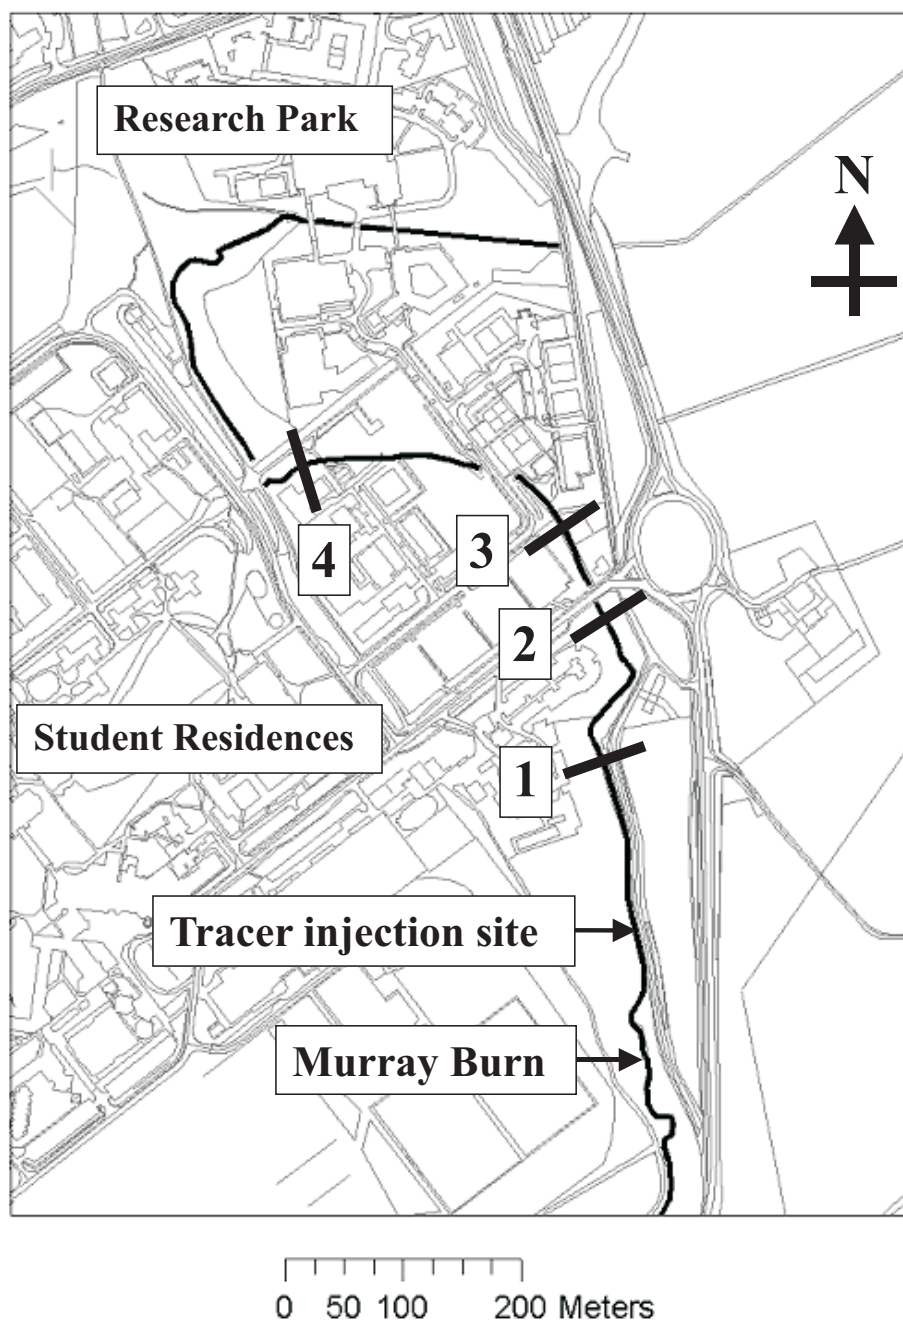 Research Park
N
4
3
2
Student Residences
1
Tracer injection site
Murray Burn
0 50 100 200 Meters